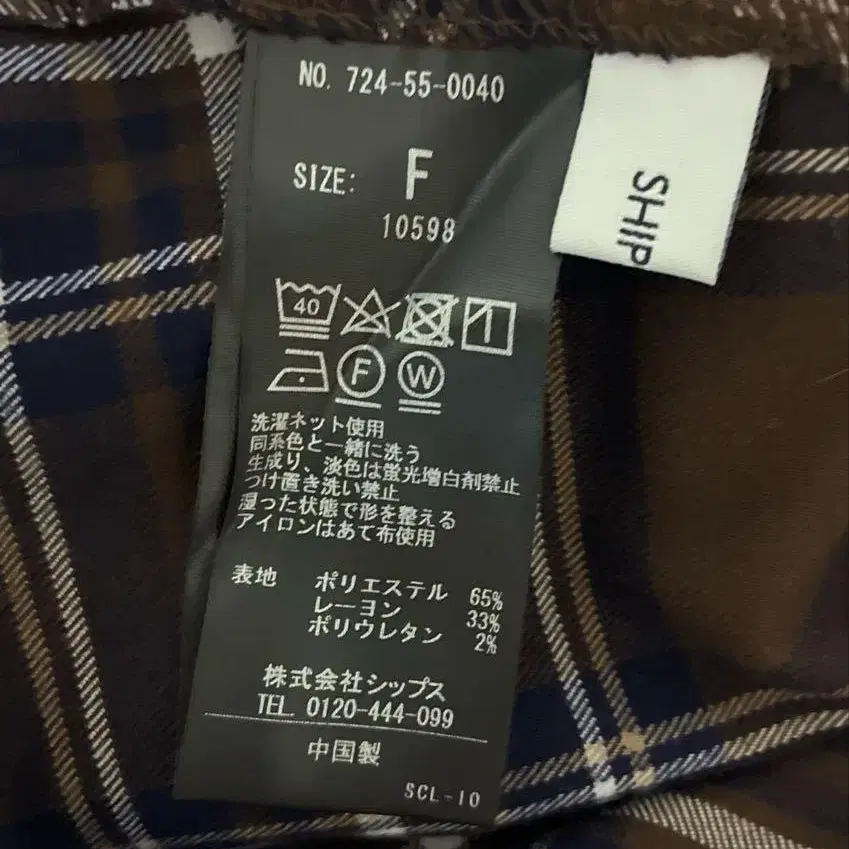 NO. 724-55-0040
SIZE: F
10598
40
F W
洗濯ネット使用
同系色と一緒に洗う
生成り、淡色は蛍光増白剤禁止
つけ置き洗い禁止
湿った状態で形を整える
アイロンはあて布使用
表地 ポリエステル 65%
レーヨン 33%
ポリウレタン 2%
株式会社シップス
TEL. 0120-444-099
中国製
SCL-10
SHIP